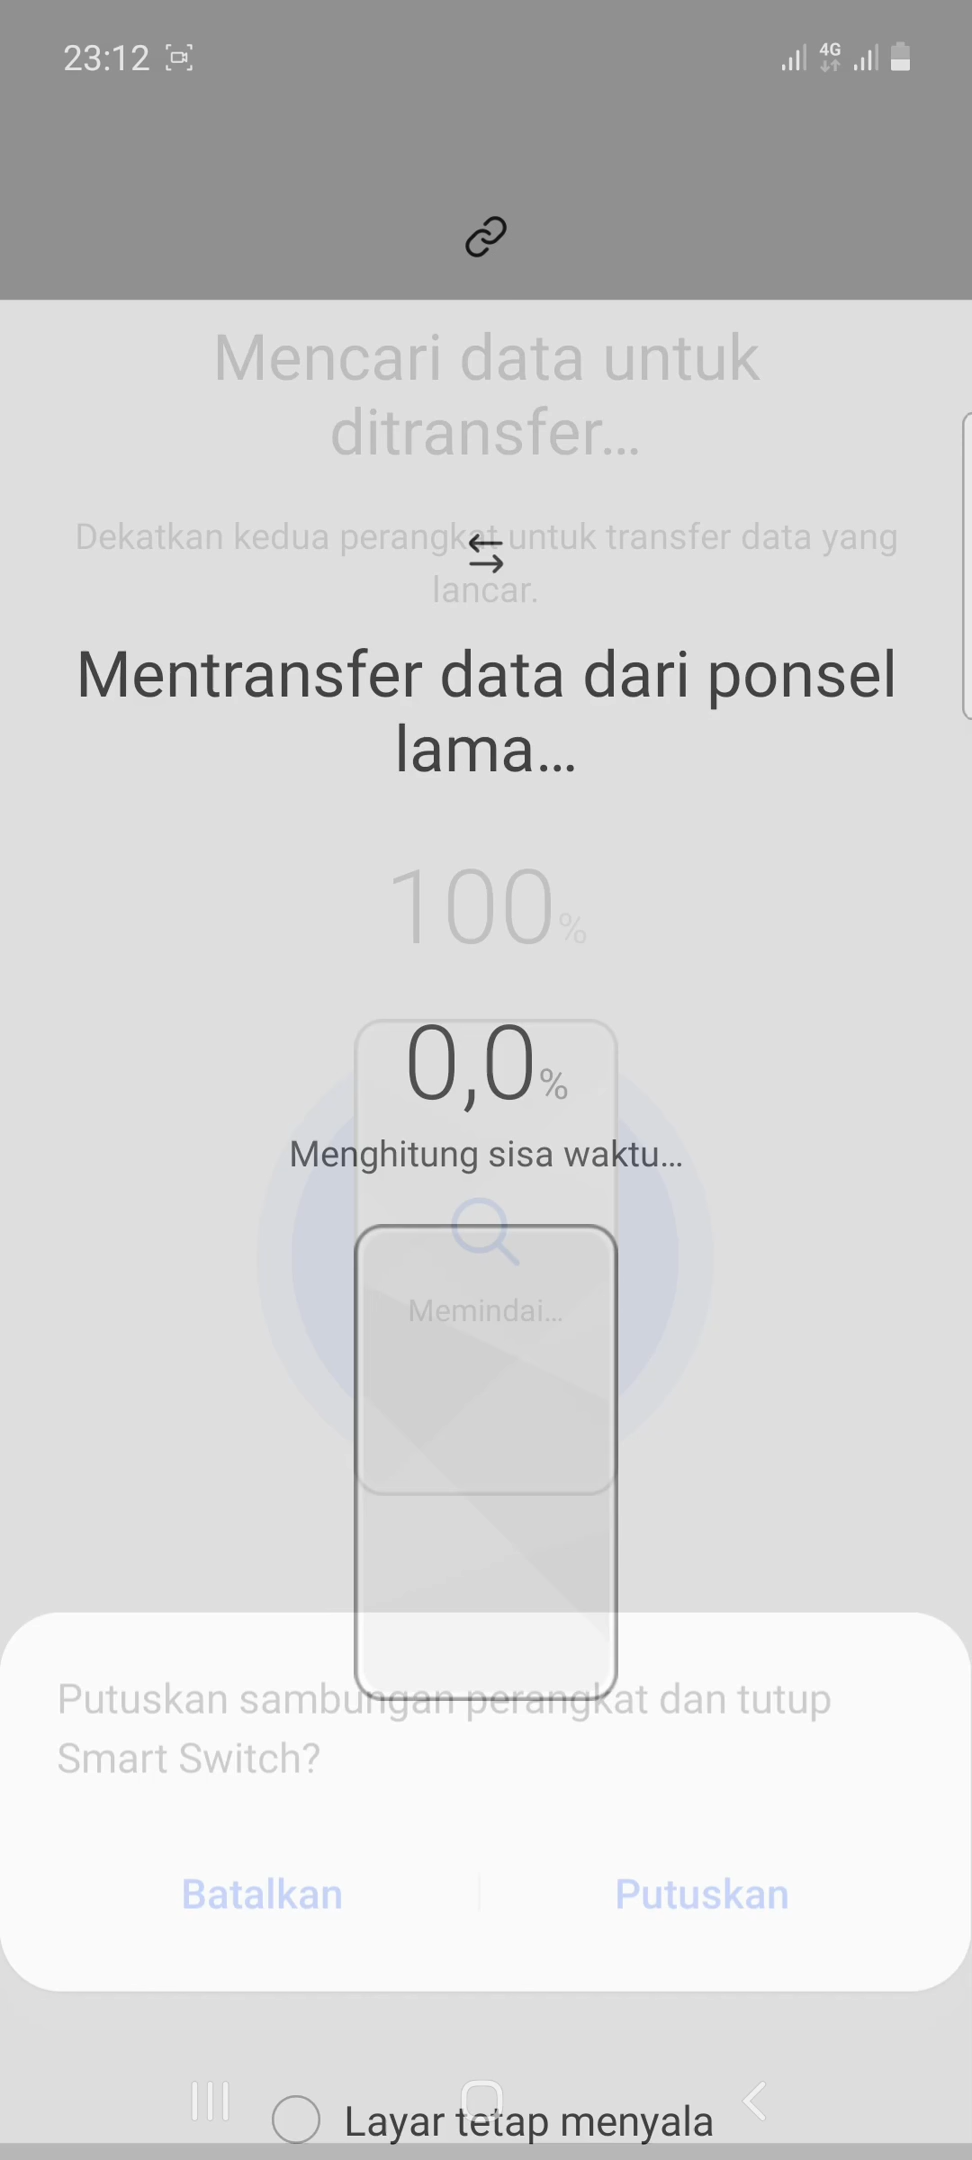 23:12
4G
Mencari data untuk
ditransfer...
Dekatkan kedua perangkat untuk transfer data yang
lancar.
Mentransfer data dari ponsel
lama...
100%
0,0%
Menghitung sisa waktu...
Memindai...
Putuskan sambungan perangkat dan tutup
Smart Switch?
Batalkan
Putuskan
Layar tetap menyala